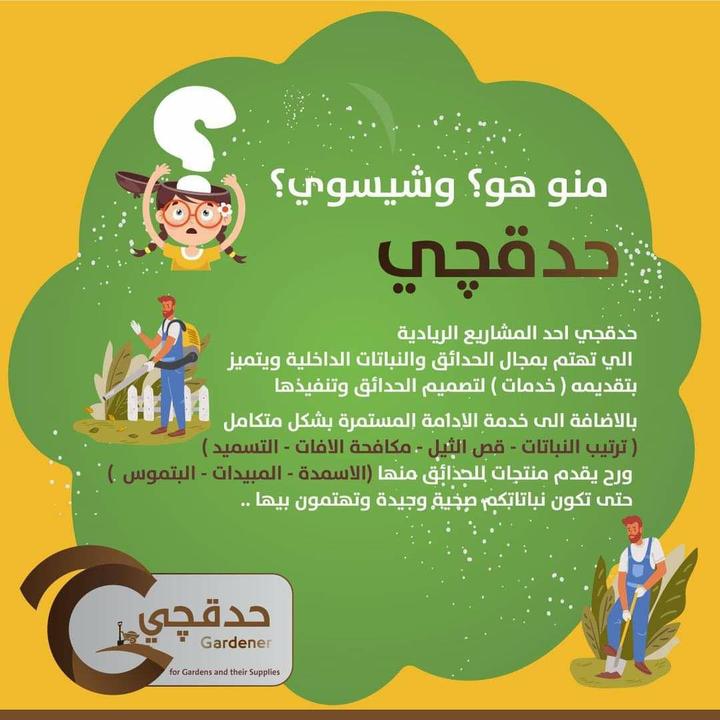 منو هو؟ وشيسوي؟
حدقچي
حدقجي احد المشاريع الريادية
الي تهتم بمجال الحدائق والنباتات الداخلية ويتميز
بتقديمه ( خدمات ) لتصميم الحدائق وتنفيذها
بالاضافة الى خدمة الإدامة المستمرة بشكل متكامل
( ترتيب النباتات - قص الثيل - مكافحة الافات - التسميد )
ورح يقدم منتجات للحدائق منها (الاسمدة - المبيدات - البتموس )
حتى تكون نباتاتكم صحية وجيدة وتهتمون بيها ..
حدقچي
Gardener
for Gardens and their Supplies